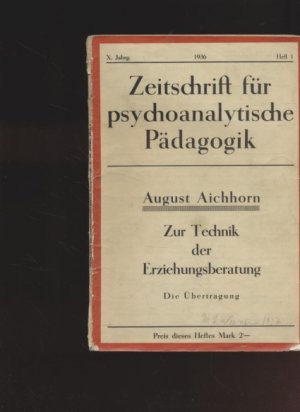 X. Jahrg. 1936 Heft 1
Zeitschrift für
psychoanalytische
Pädagogik
August Aichhorn
Zur Technik
der
Erziehungsberatung
Die Übertragung
Preis dieses Heftes Mark 2·—